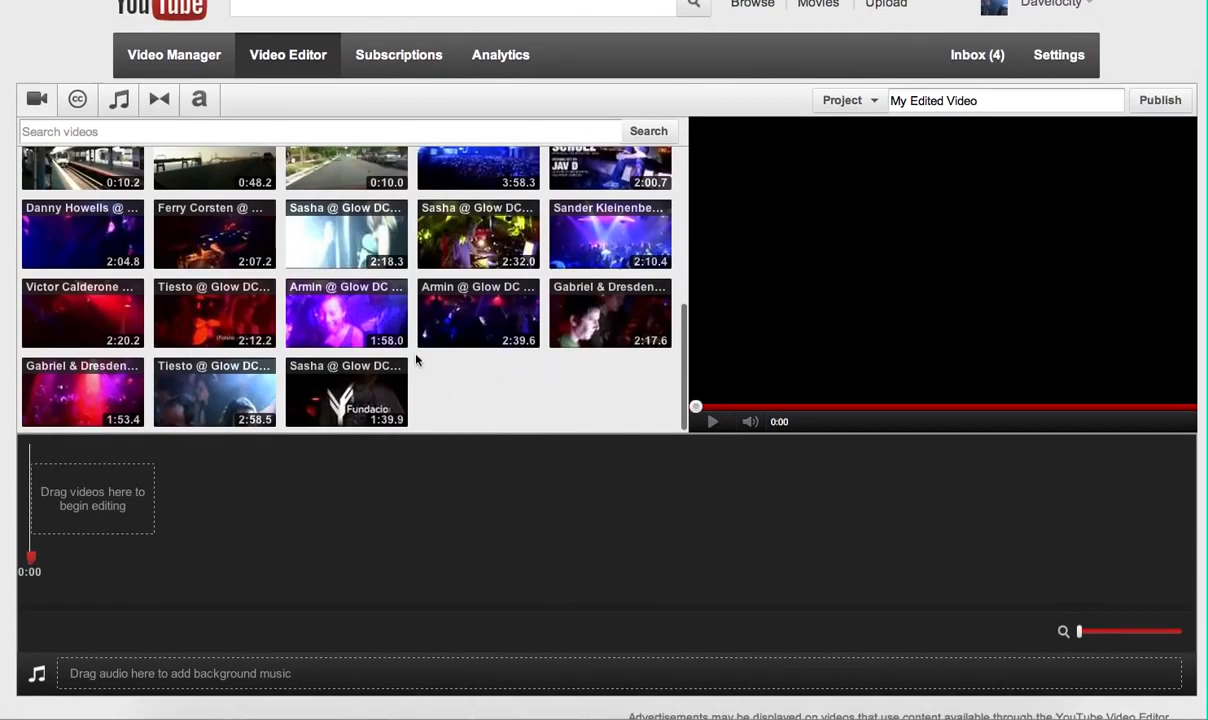 YouTube
Browse Movies Upload Davelocity
Video Manager Video Editor Subscriptions Analytics Inbox (4) Settings
cc a Project My Edited Video Publish
Search videos Search
0:10.2 0:48.2 0:10.0 3:58.3 SCHULZ JAV D 2:00.7
Danny Howells @ ... Ferry Corsten @ ... Sasha @ Glow DC... Sasha @ Glow DC... Sander Kleinenbe...
2:04.8 2:07.2 2:18.3 2:32.0 2:10.4
Victor Calderone ... Tiesto @ Glow DC... Armin @ Glow DC ... Armin @ Glow DC ... Gabriel & Dresden...
2:20.2 2:12.2 1:58.0 2:39.6 2:17.6
Gabriel & Dresden... Tiesto @ Glow DC... Sasha @ Glow DC...
1:53.4 2:58.5 Fundacio 1:39.9
0:00
Drag videos here to
begin editing
0:00
Drag audio here to add background music
Advertisements may be displayed on videos that use content available through the YouTube Video Editor